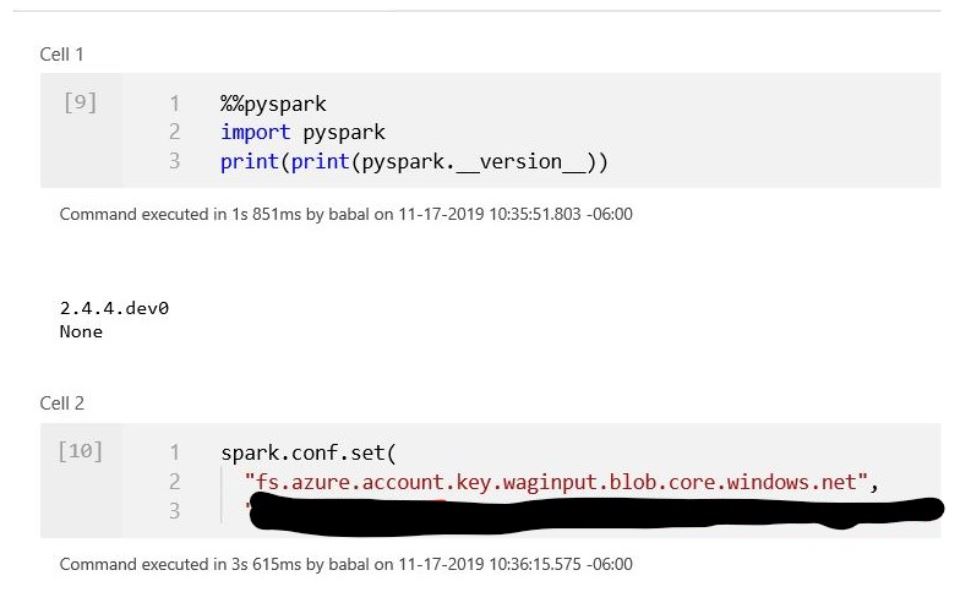 Cell 1
[9]
1 %%pyspark
2 import pyspark
3 print(print(pyspark.__version__))
Command executed in 1s 851ms by babal on 11-17-2019 10:35:51.803 -06:00
2.4.4.dev0
None
Cell 2
[10]
1 spark.conf.set(
2 "fs.azure.account.key.waginput.blob.core.windows.net",
3 "
Command executed in 3s 615ms by babal on 11-17-2019 10:36:15.575 -06:00